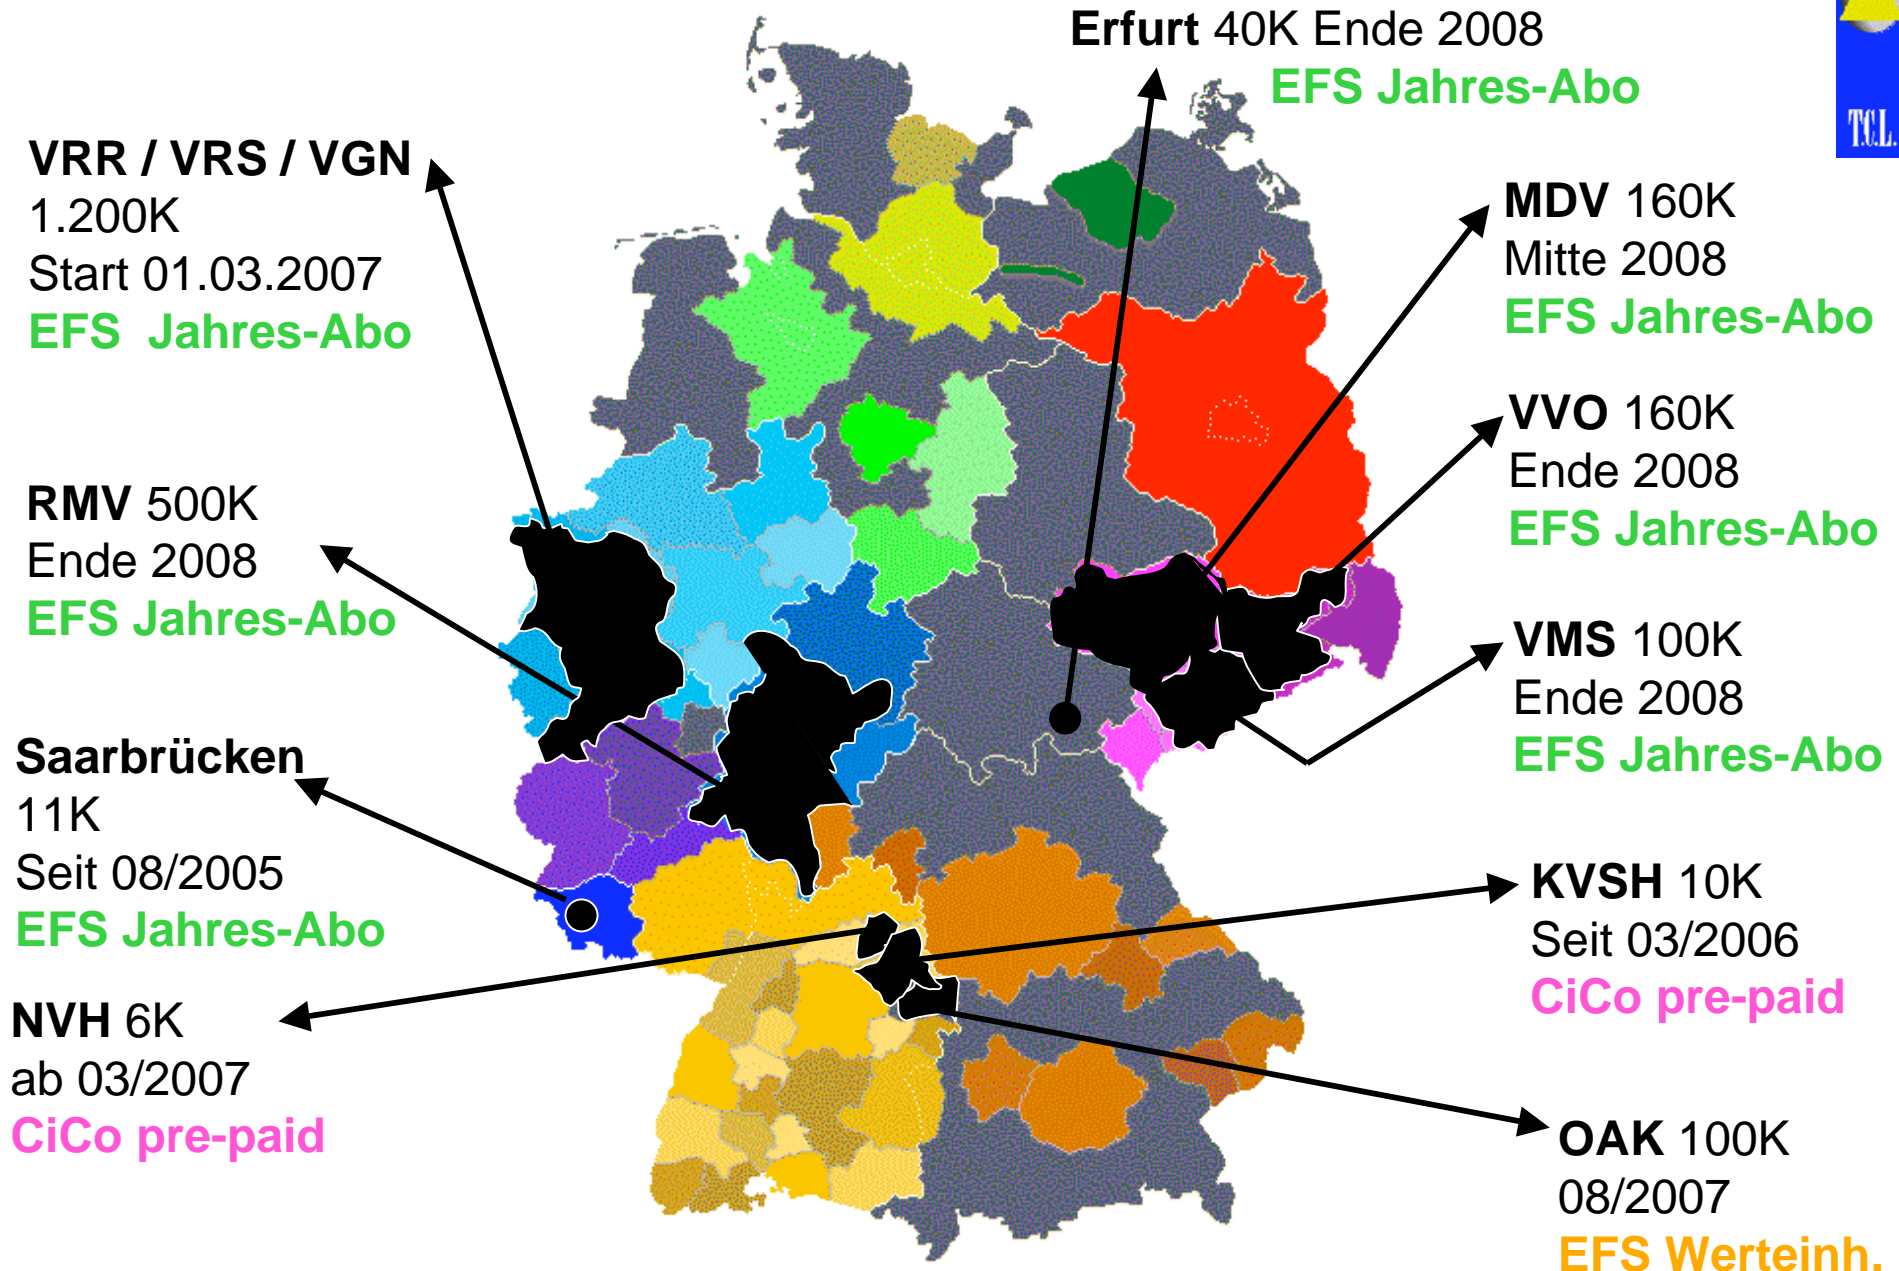 Erfurt 40K Ende 2008
EFS Jahres-Abo
T.C.L.
VRR / VRS / VGN
1.200K
Start 01.03.2007
EFS Jahres-Abo
MDV 160K
Mitte 2008
EFS Jahres-Abo
VVO 160K
Ende 2008
EFS Jahres-Abo
RMV 500K
Ende 2008
EFS Jahres-Abo
VMS 100K
Ende 2008
EFS Jahres-Abo
Saarbrücken
11K
Seit 08/2005
EFS Jahres-Abo
KVSH 10K
Seit 03/2006
CiCo pre-paid
NVH 6K
ab 03/2007
CiCo pre-paid
OAK 100K
08/2007
EFS Werteinh.